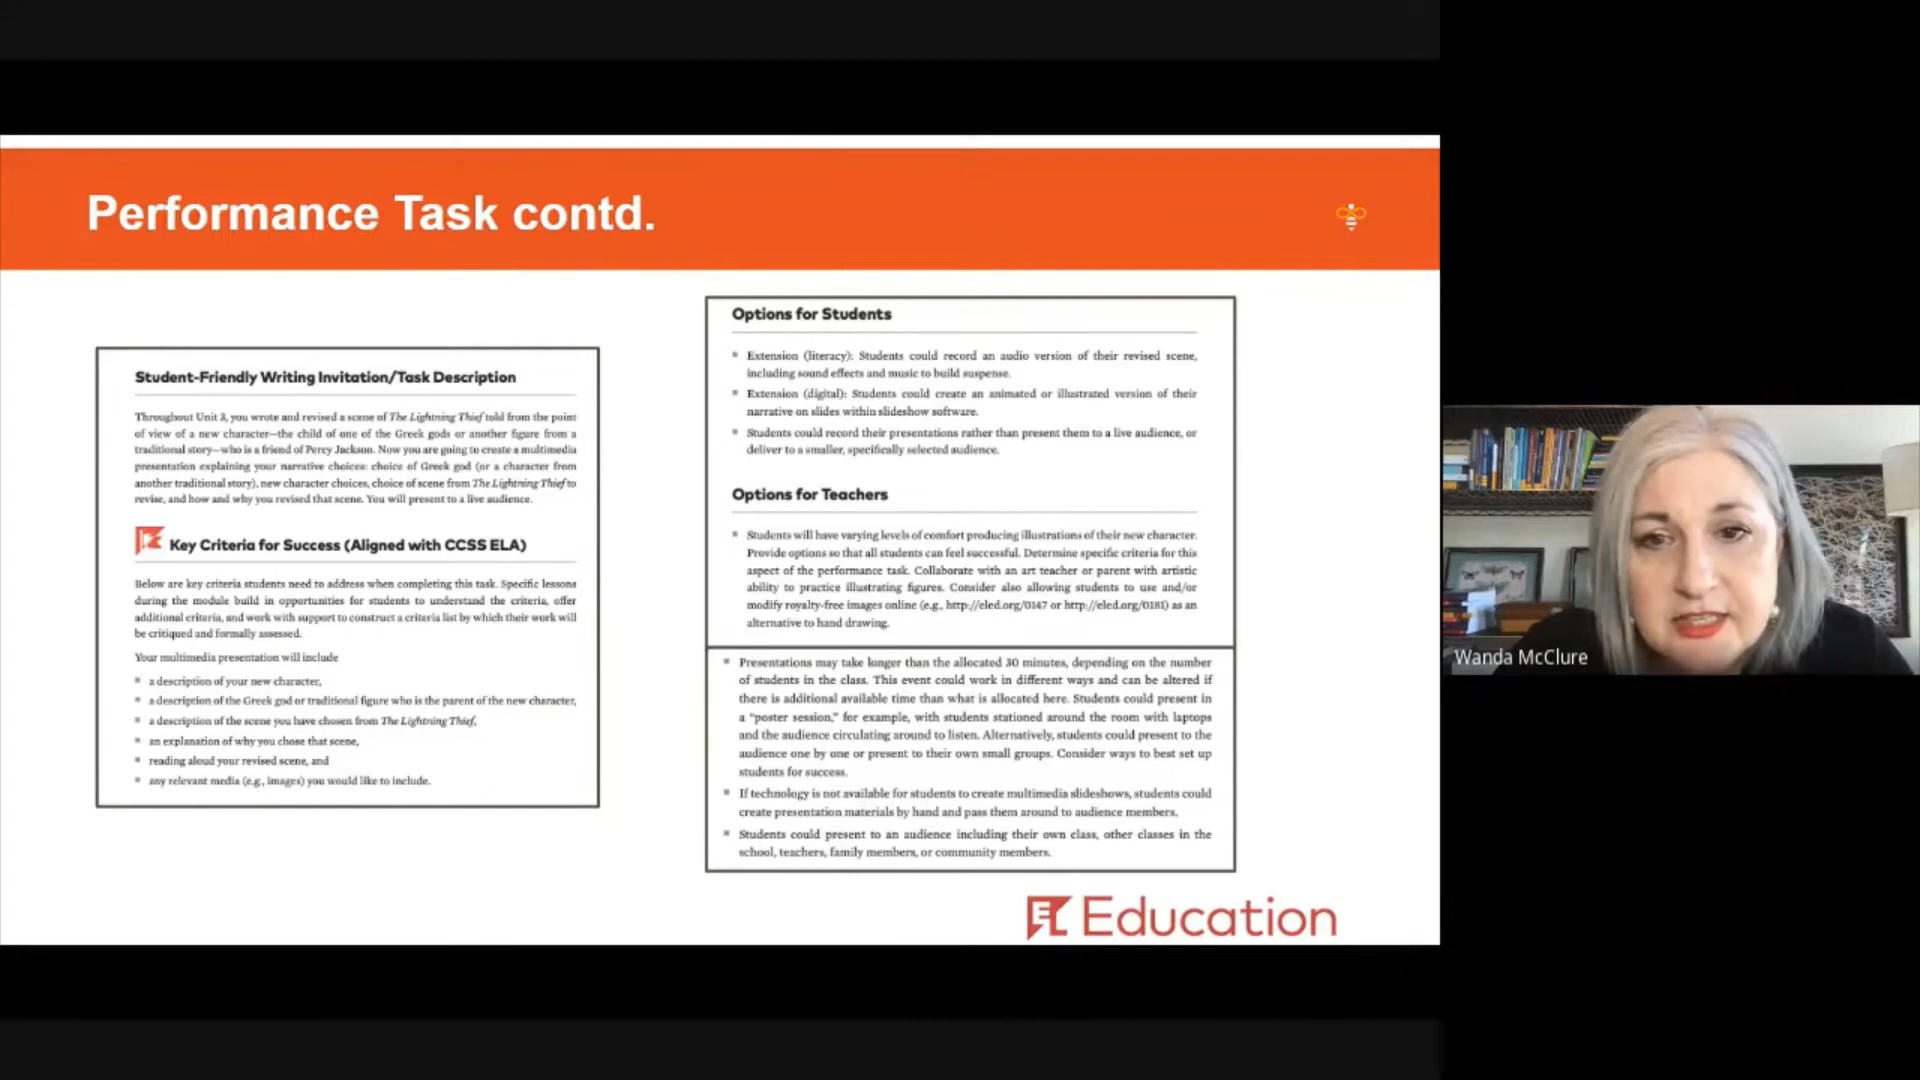 Performance Task contd.
Student-Friendly Writing Invitation/Task Description
Throughout Unit 3, you wrote and revised a scene of The Lightning Thief told from the point
of view of a new character—the child of one of the Greek gods or another figure from a
traditional story—who is a friend of Percy Jackson. Now you are going to create a multimedia
presentation explaining your narrative choices: choice of Greek god (or a character from
another traditional story), new character choices, choice of scene from The Lightning Thief to
revise, and how and why you revised that scene. You will present to a live audience.
Key Criteria for Success (Aligned with CCSS ELA)
Below are key criteria students need to address when completing this task. Specific lessons
during the module build in opportunities for students to understand the criteria, offer
additional criteria, and work with support to construct a criteria list by which their work will
be critiqued and formally assessed.
Your multimedia presentation will include
a description of your new character,
a description of the Greek god or traditional figure who is the parent of the new character,
a description of the scene you have chosen from The Lightning Thief,
an explanation of why you chose that scene,
reading aloud your revised scene, and
any relevant media (e.g., images) you would like to include.
Options for Students
Extension (literacy): Students could record an audio version of their revised scene,
including sound effects and music to build suspense.
Extension (digital): Students could create an animated or illustrated version of their
narrative on slides within slideshow software.
Students could record their presentations rather than present them to a live audience, or
deliver to a smaller, specifically selected audience.
Options for Teachers
Students will have varying levels of comfort producing illustrations of their new character.
Provide options so that all students can feel successful. Determine specific criteria for this
aspect of the performance task. Collaborate with an art teacher or parent with artistic
ability to practice illustrating figures. Consider also allowing students to use and/or
modify royalty-free images online (e.g., http://eled.org/0147 or http://eled.org/0181) as an
alternative to hand drawing.
Presentations may take longer than the allocated 30 minutes, depending on the number
of students in the class. This event could work in different ways and can be altered if
there is additional available time than what is allocated here. Students could present in
a “poster session,” for example, with students stationed around the room with laptops
and the audience circulating around to listen. Alternatively, students could present to the
audience one by one or present to their own small groups. Consider ways to best set up
students for success.
If technology is not available for students to create multimedia slideshows, students could
create presentation materials by hand and pass them around to audience members.
Students could present to an audience including their own class, other classes in the
school, teachers, family members, or community members.
EL Education
Wanda McClure